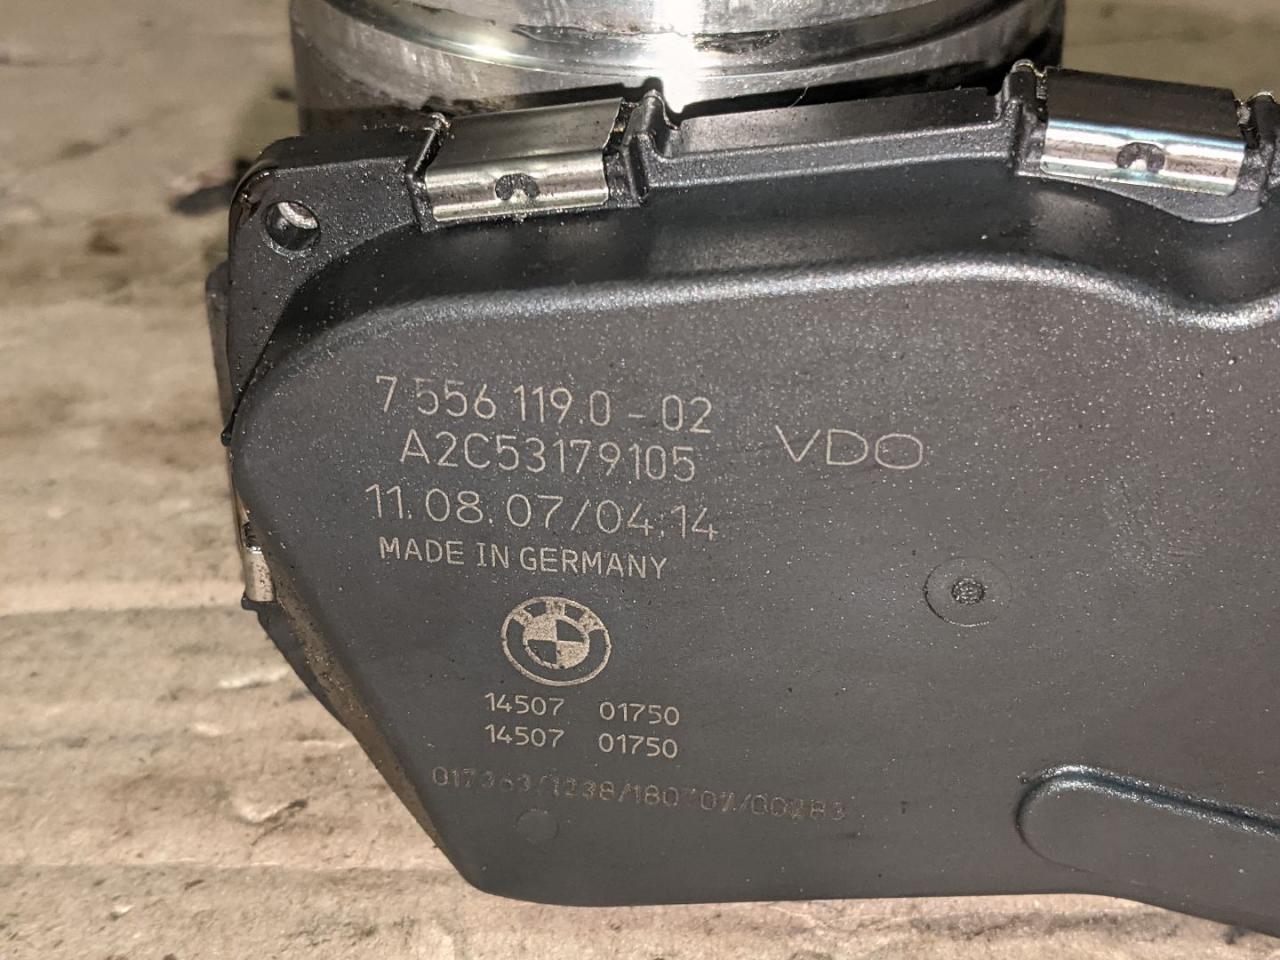 7 556 119.0 - 02
A2C53179105
VDO
11.08.07/04.14
MADE IN GERMANY
BMW
14507 01750
14507 01750